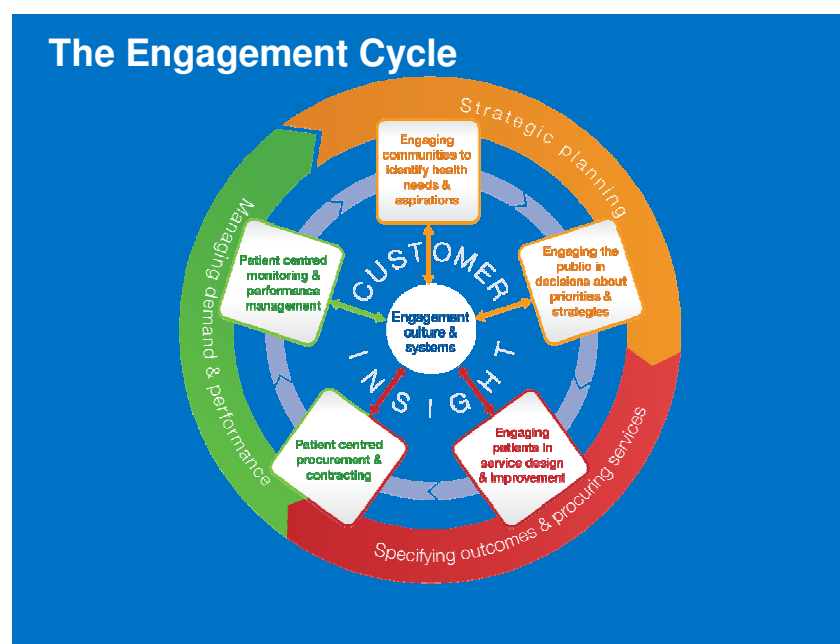 The Engagement Cycle
Strategic planning
Engaging
communities to
identify health
needs &
aspirations
Managing demand & performance
Patient centred
monitoring &
performance
management
CUSTOMER
Engaging the
public in
decisions about
priorities &
strategies
Engagement
culture &
systems
INSIGHT
Patient centred
procurement &
contracting
Engaging
patients in
service design
& improvement
Specifying outcomes & procuring services